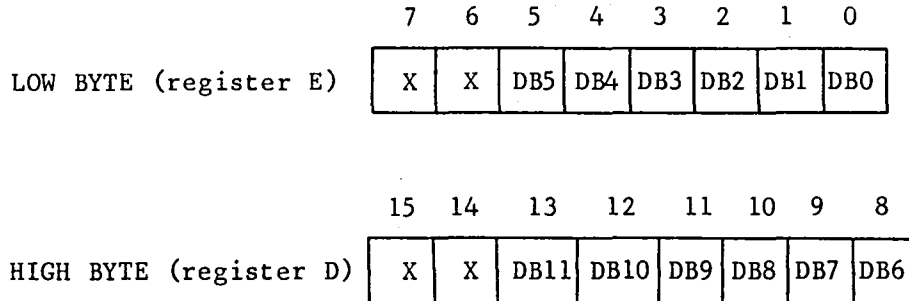 7 6 5 4 3 2 1 0
LOW BYTE (register E) X X DB5 DB4 DB3 DB2 DB1 DB0
15 14 13 12 11 10 9 8
HIGH BYTE (register D) X X DB11 DB10 DB9 DB8 DB7 DB6